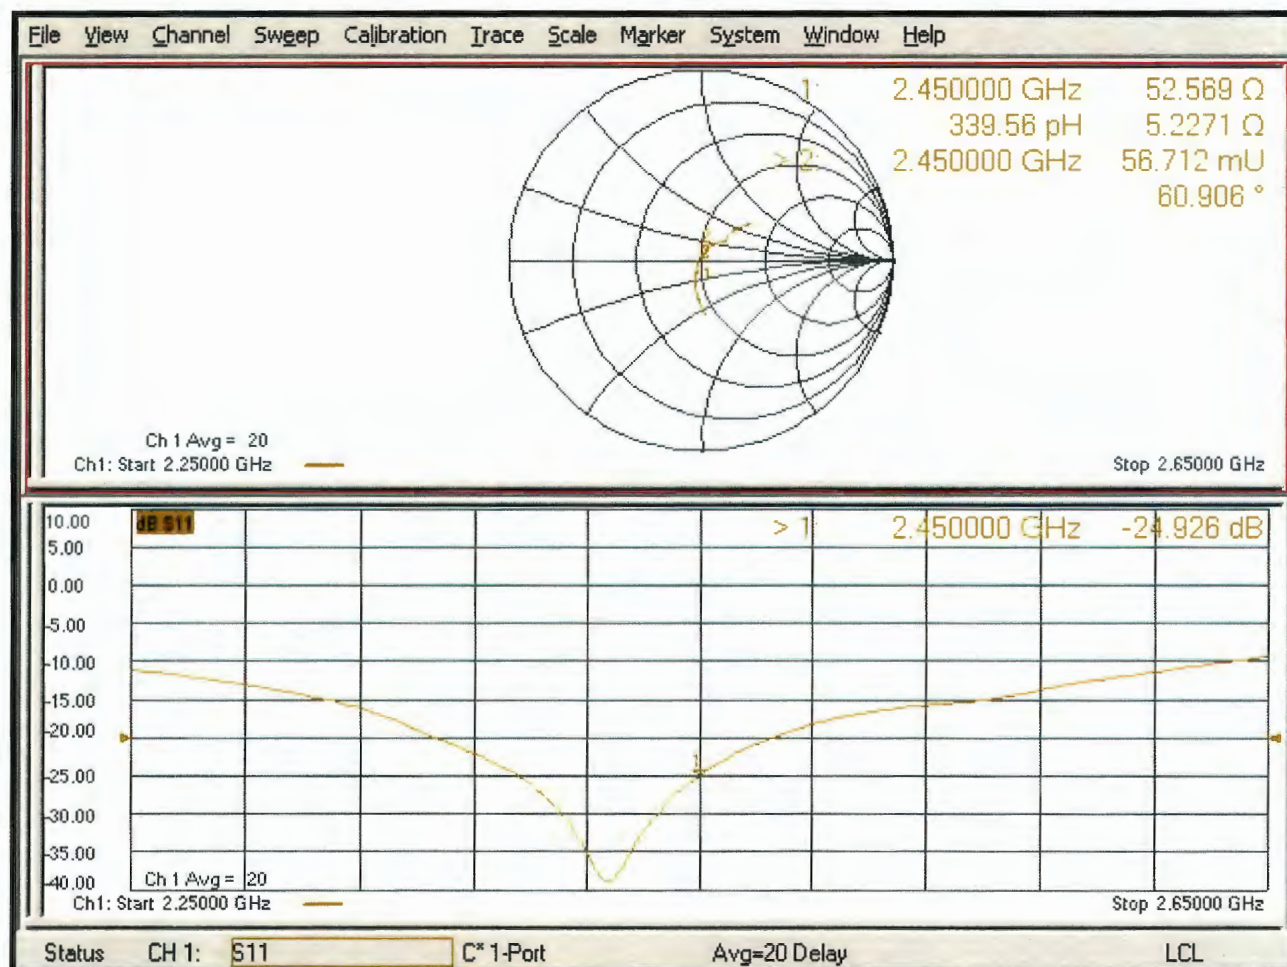 File View Channel Sweep Calibration Trace Scale Marker System Window Help
1: 2.450000 GHz 52.569 Ω
339.56 pH 5.2271 Ω
> 2: 2.450000 GHz 56.712 mU
60.906 °
2
1
Ch 1 Avg = 20
Ch1: Start 2.25000 GHz Stop 2.65000 GHz
10.00 dB S11 > 1: 2.450000 GHz -24.926 dB
5.00
0.00
-5.00
-10.00
-15.00
-20.00
1
-25.00
-30.00
-35.00
-40.00 Ch 1 Avg = 20
Ch1: Start 2.25000 GHz Stop 2.65000 GHz
Status CH 1: S11 C* 1-Port Avg=20 Delay LCL